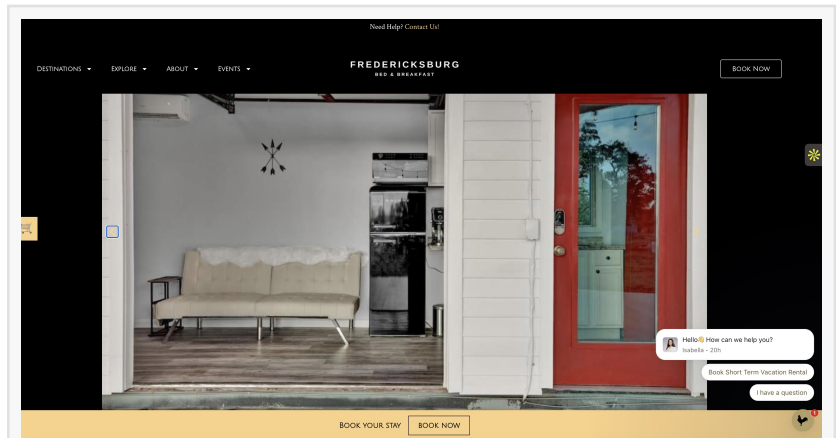 Need Help? Contact Us!
Destinations
Explore
About
Events
FREDERICKSBURG
BED & BREAKFAST
Book Now
Hello👋 How can we help you?
Isabella - 20h
Book Short Term Vacation Rental
I have a question
1
Book your stay
Book Now